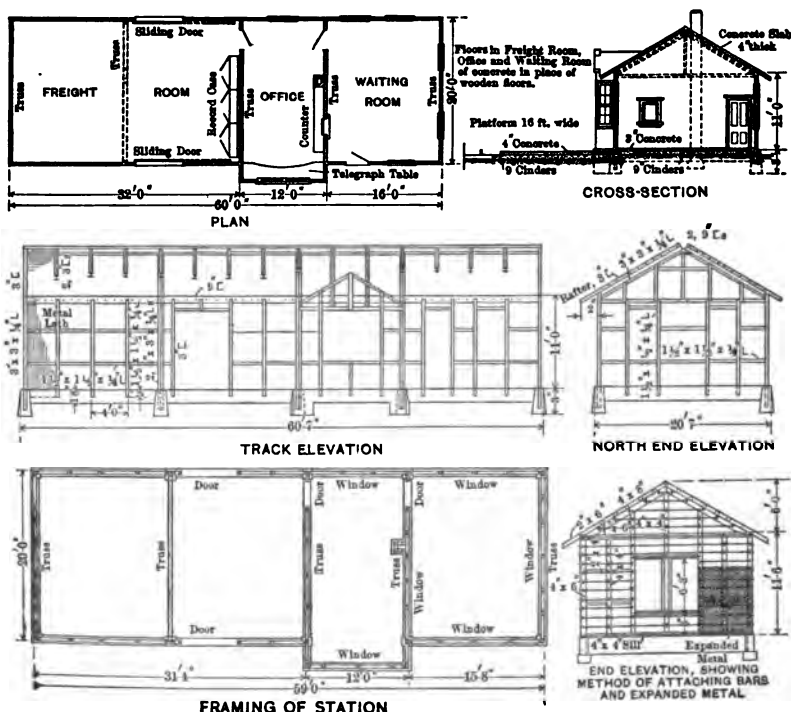 Sliding Door
Truss
Truss
FREIGHT
ROOM
Record Case
Truss
OFFICE
Counter
Truss
WAITING
ROOM
Truss
20'0"
Sliding Door
Telegraph Table
32'0"
12'0"
16'0"
60'0"
PLAN
Concrete Slab
4" thick
Floors in Freight Room,
Office and Waiting Room
of concrete in place of
wooden floors.
11'0"
Platform 16 ft. wide
4" Concrete
3" Concrete
9" Cinders
9" Cinders
CROSS-SECTION
Metal
Lath
4'0"
11'0"
60'7"
TRACK ELEVATION
Rafter,
20'7"
NORTH END ELEVATION
Door
Door
Window
Door
Window
20'0"
Truss
Truss
Truss
Truss
Window
Window
Truss
Door
Window
Window
31'4"
12'0"
15'8"
59'0"
FRAMING OF STATION
2" x 6"
4" x 6"
4" x 4"
6'0"
11'6"
4" x 4" Sill
Expanded
Metal
END ELEVATION, SHOWING
METHOD OF ATTACHING BARS
AND EXPANDED METAL